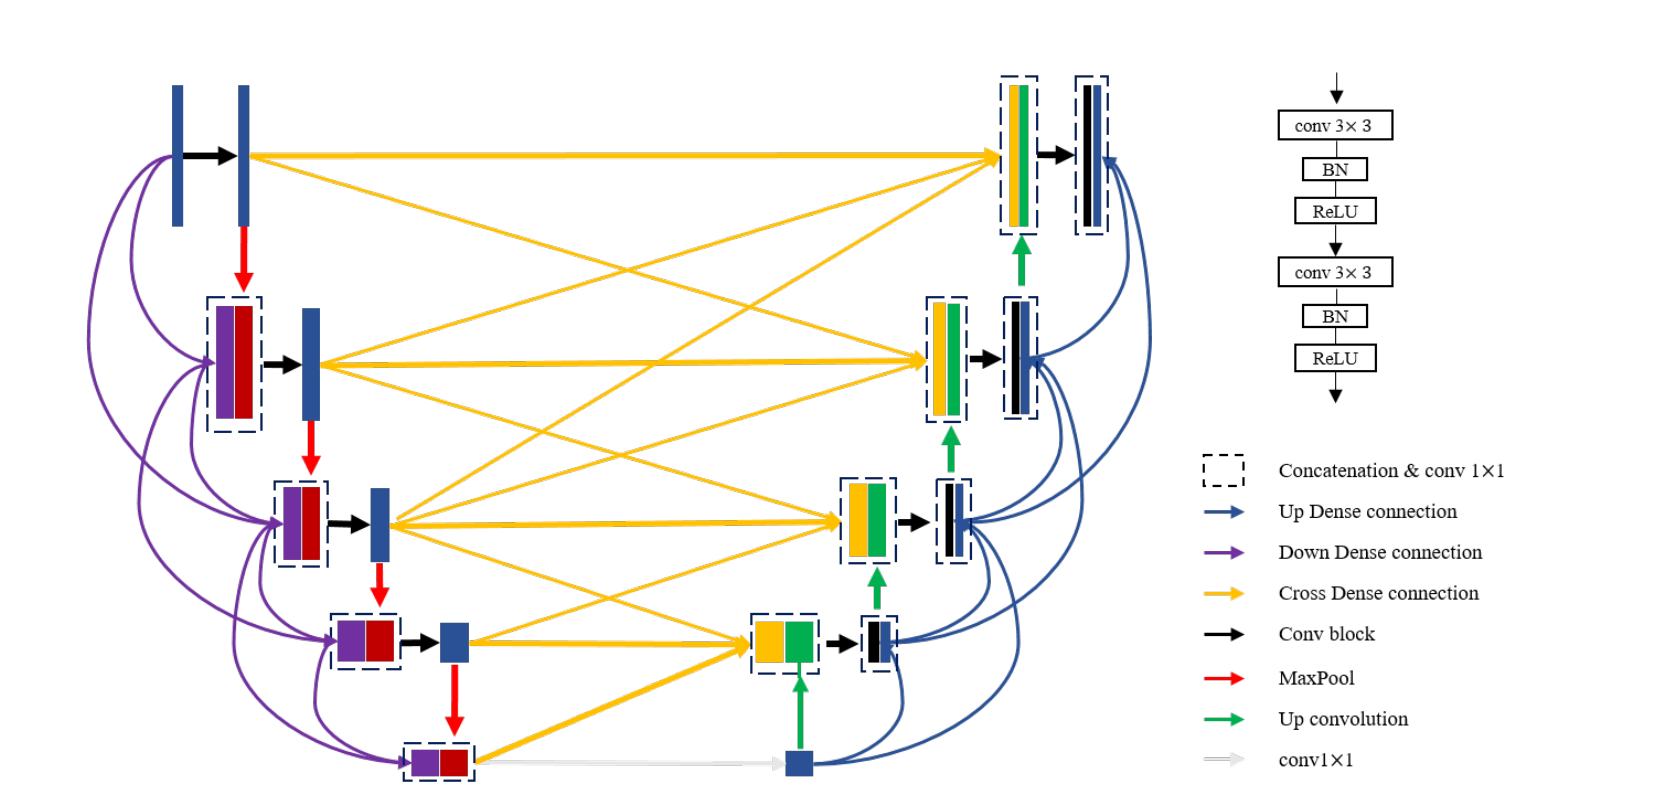 conv 3× 3
BN
ReLU
conv 3× 3
BN
ReLU
Concatenation & conv 1×1
Up Dense connection
Down Dense connection
Cross Dense connection
Conv block
MaxPool
Up convolution
conv1×1